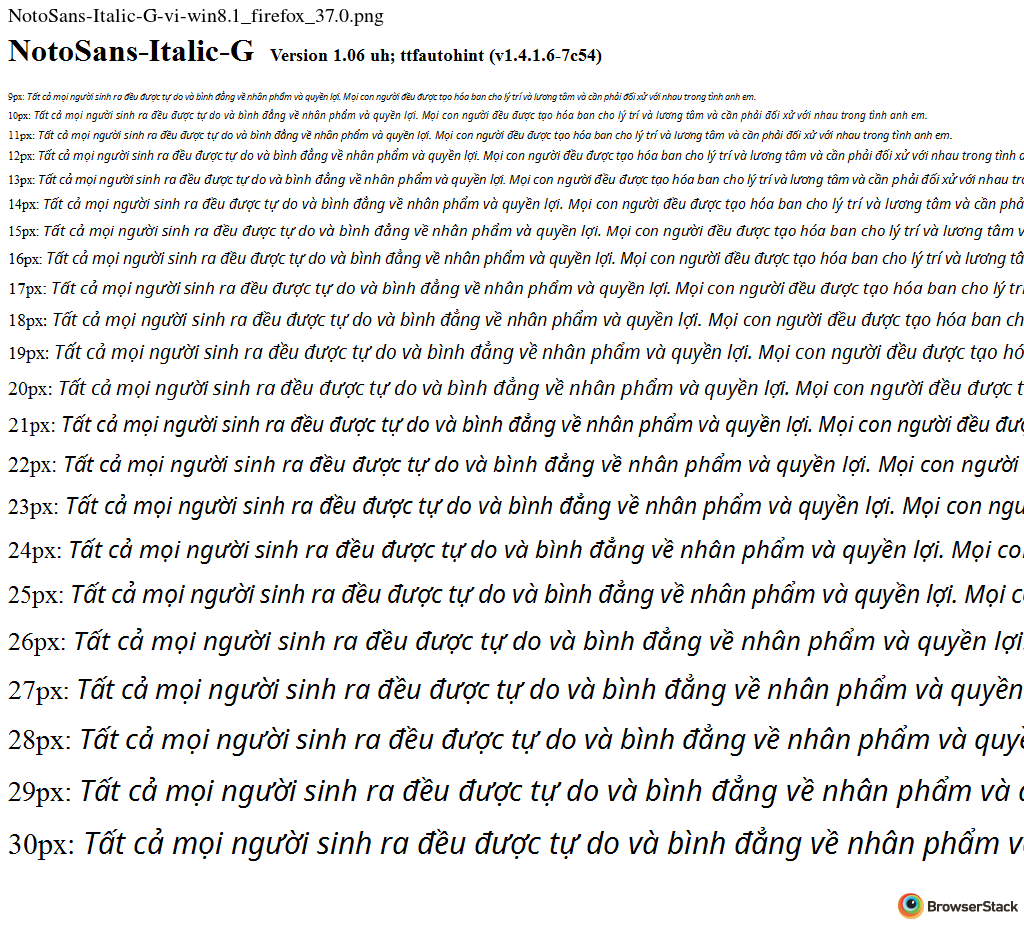 NotoSans-Italic-G-vi-win8.1_firefox_37.0.png
NotoSans-Italic-G Version 1.06 uh; ttfautohint (v1.4.1.6-7c54)
9px: Tất cả mọi người sinh ra đều được tự do và bình đẳng về nhân phẩm và quyền lợi. Mọi con người đều được tạo hóa ban cho lý trí và lương tâm và cần phải đối xử với nhau trong tình anh em.
10px: Tất cả mọi người sinh ra đều được tự do và bình đẳng về nhân phẩm và quyền lợi. Mọi con người đều được tạo hóa ban cho lý trí và lương tâm và cần phải đối xử với nhau trong tình anh em.
11px: Tất cả mọi người sinh ra đều được tự do và bình đẳng về nhân phẩm và quyền lợi. Mọi con người đều được tạo hóa ban cho lý trí và lương tâm và cần phải đối xử với nhau trong tình anh em.
12px: Tất cả mọi người sinh ra đều được tự do và bình đẳng về nhân phẩm và quyền lợi. Mọi con người đều được tạo hóa ban cho lý trí và lương tâm và cần phải đối xử với nhau trong tình
13px: Tất cả mọi người sinh ra đều được tự do và bình đẳng về nhân phẩm và quyền lợi. Mọi con người đều được tạo hóa ban cho lý trí và lương tâm và cần phải đối xử với nhau
14px: Tất cả mọi người sinh ra đều được tự do và bình đẳng về nhân phẩm và quyền lợi. Mọi con người đều được tạo hóa ban cho lý trí và lương tâm và cần
15px: Tất cả mọi người sinh ra đều được tự do và bình đẳng về nhân phẩm và quyền lợi. Mọi con người đều được tạo hóa ban cho lý trí và lương tâm
16px: Tất cả mọi người sinh ra đều được tự do và bình đẳng về nhân phẩm và quyền lợi. Mọi con người đều được tạo hóa ban cho lý trí và lương
17px: Tất cả mọi người sinh ra đều được tự do và bình đẳng về nhân phẩm và quyền lợi. Mọi con người đều được tạo hóa ban cho lý
18px: Tất cả mọi người sinh ra đều được tự do và bình đẳng về nhân phẩm và quyền lợi. Mọi con người đều được tạo hóa ban
19px: Tất cả mọi người sinh ra đều được tự do và bình đẳng về nhân phẩm và quyền lợi. Mọi con người đều được tạo
20px: Tất cả mọi người sinh ra đều được tự do và bình đẳng về nhân phẩm và quyền lợi. Mọi con người đều được
21px: Tất cả mọi người sinh ra đều được tự do và bình đẳng về nhân phẩm và quyền lợi. Mọi con người đều
22px: Tất cả mọi người sinh ra đều được tự do và bình đẳng về nhân phẩm và quyền lợi. Mọi con người
23px: Tất cả mọi người sinh ra đều được tự do và bình đẳng về nhân phẩm và quyền lợi. Mọi con
24px: Tất cả mọi người sinh ra đều được tự do và bình đẳng về nhân phẩm và quyền lợi. Mọi
25px: Tất cả mọi người sinh ra đều được tự do và bình đẳng về nhân phẩm và quyền lợi. Mọi
26px: Tất cả mọi người sinh ra đều được tự do và bình đẳng về nhân phẩm và quyền lợi.
27px: Tất cả mọi người sinh ra đều được tự do và bình đẳng về nhân phẩm và quyền
28px: Tất cả mọi người sinh ra đều được tự do và bình đẳng về nhân phẩm và
29px: Tất cả mọi người sinh ra đều được tự do và bình đẳng về nhân phẩm và
30px: Tất cả mọi người sinh ra đều được tự do và bình đẳng về nhân phẩm
BrowserStack